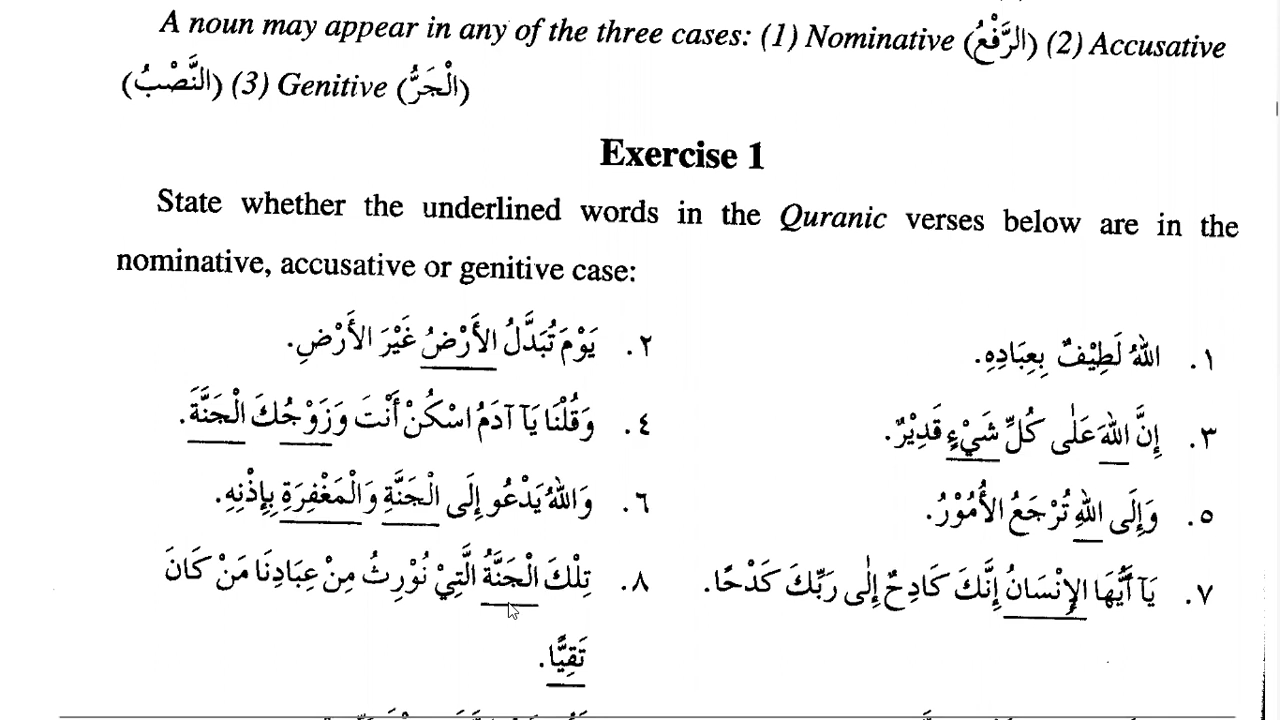 A noun may appear in any of the three cases: (1) Nominative (الرَّفْعُ) (2) Accusative
(النَّصْبُ) (3) Genitive (الْجَرُّ)
Exercise 1
State whether the underlined words in the Quranic verses below are in the
nominative, accusative or genitive case:
١. اللهُ لَطِيْفٌ بِعِبَادِهِ.
٢. يَوْمَ تُبَدَّلُ الأَرْضُ غَيْرَ الأَرْضِ.
٣. إِنَّ اللهَ عَلٰى كُلِّ شَيْءٍ قَدِيْرٌ.
٤. وَقُلْنَا يَآ آدَمُ اسْكُنْ أَنْتَ وَزَوْجُكَ الْجَنَّةَ.
٥. وَإِلَى اللهِ تُرْجَعُ الأُمُوْرُ.
٦. وَاللهُ يَدْعُو إِلَى الْجَنَّةِ وَالْمَغْفِرَةِ بِإِذْنِهِ.
٧. يَآ أَيُّهَا الإِنْسَانُ إِنَّكَ كَادِحٌ إِلٰى رَبِّكَ كَدْحًا.
٨. تِلْكَ الْجَنَّةُ الَّتِيْ نُوْرِثُ مِنْ عِبَادِنَا مَنْ كَانَ
تَقِيًّا.